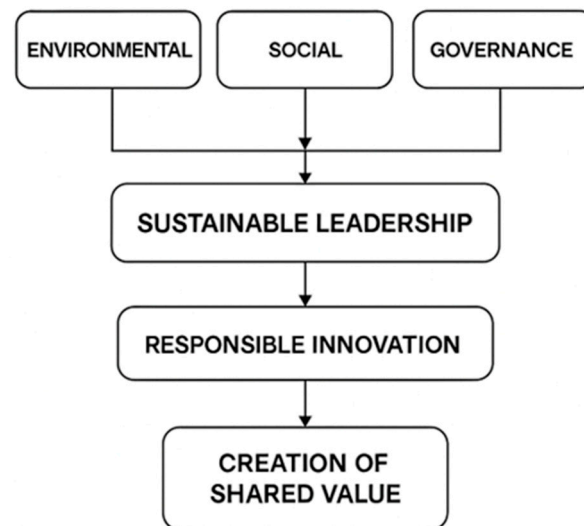 ENVIRONMENTAL
SOCIAL
GOVERNANCE
SUSTAINABLE LEADERSHIP
RESPONSIBLE INNOVATION
CREATION OF
SHARED VALUE